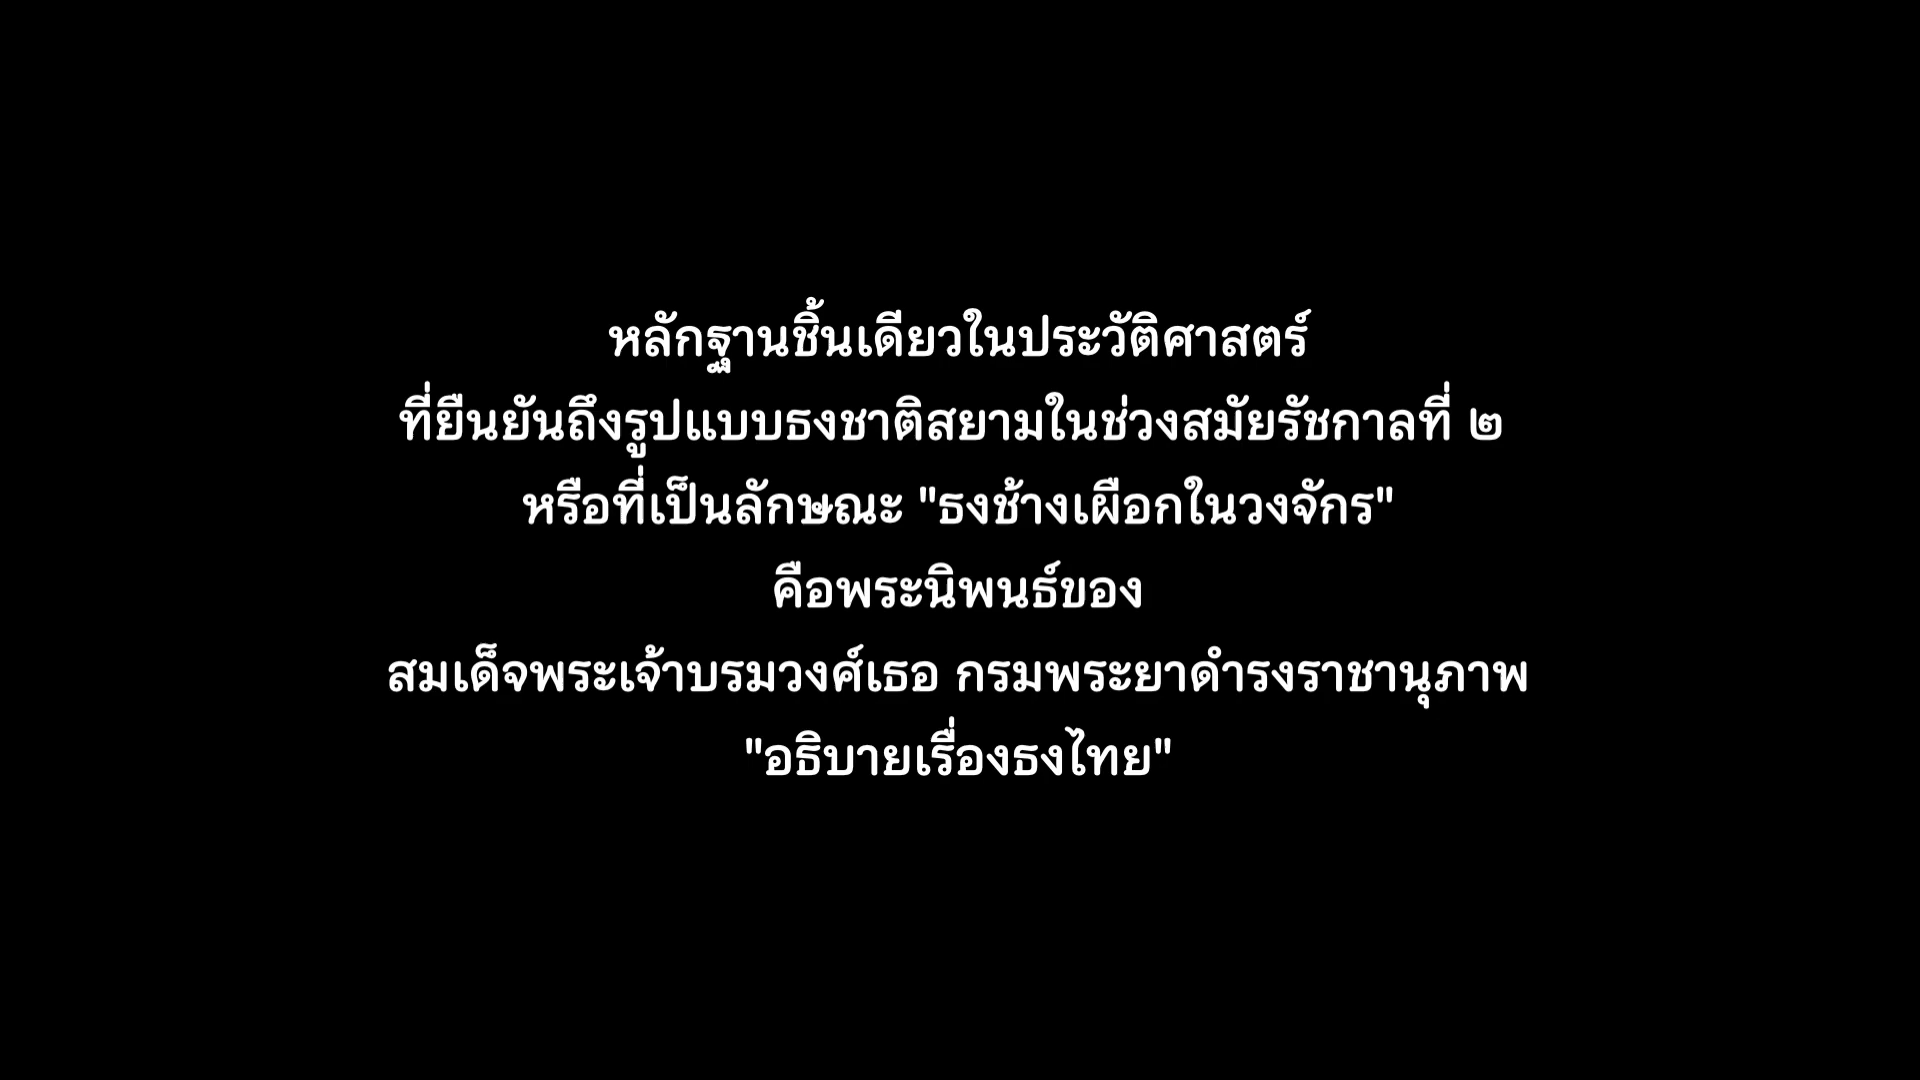 หลักฐานชิ้นเดียวในประวัติศาสตร์
ที่ยืนยันถึงรูปแบบธงชาติสยามในช่วงสมัยรัชกาลที่ ๒
หรือที่เป็นลักษณะ "ธงช้างเผือกในวงจักร"
คือพระนิพนธ์ของ
สมเด็จพระเจ้าบรมวงศ์เธอ กรมพระยาดำรงราชานุภาพ
"อธิบายเรื่องธงไทย"